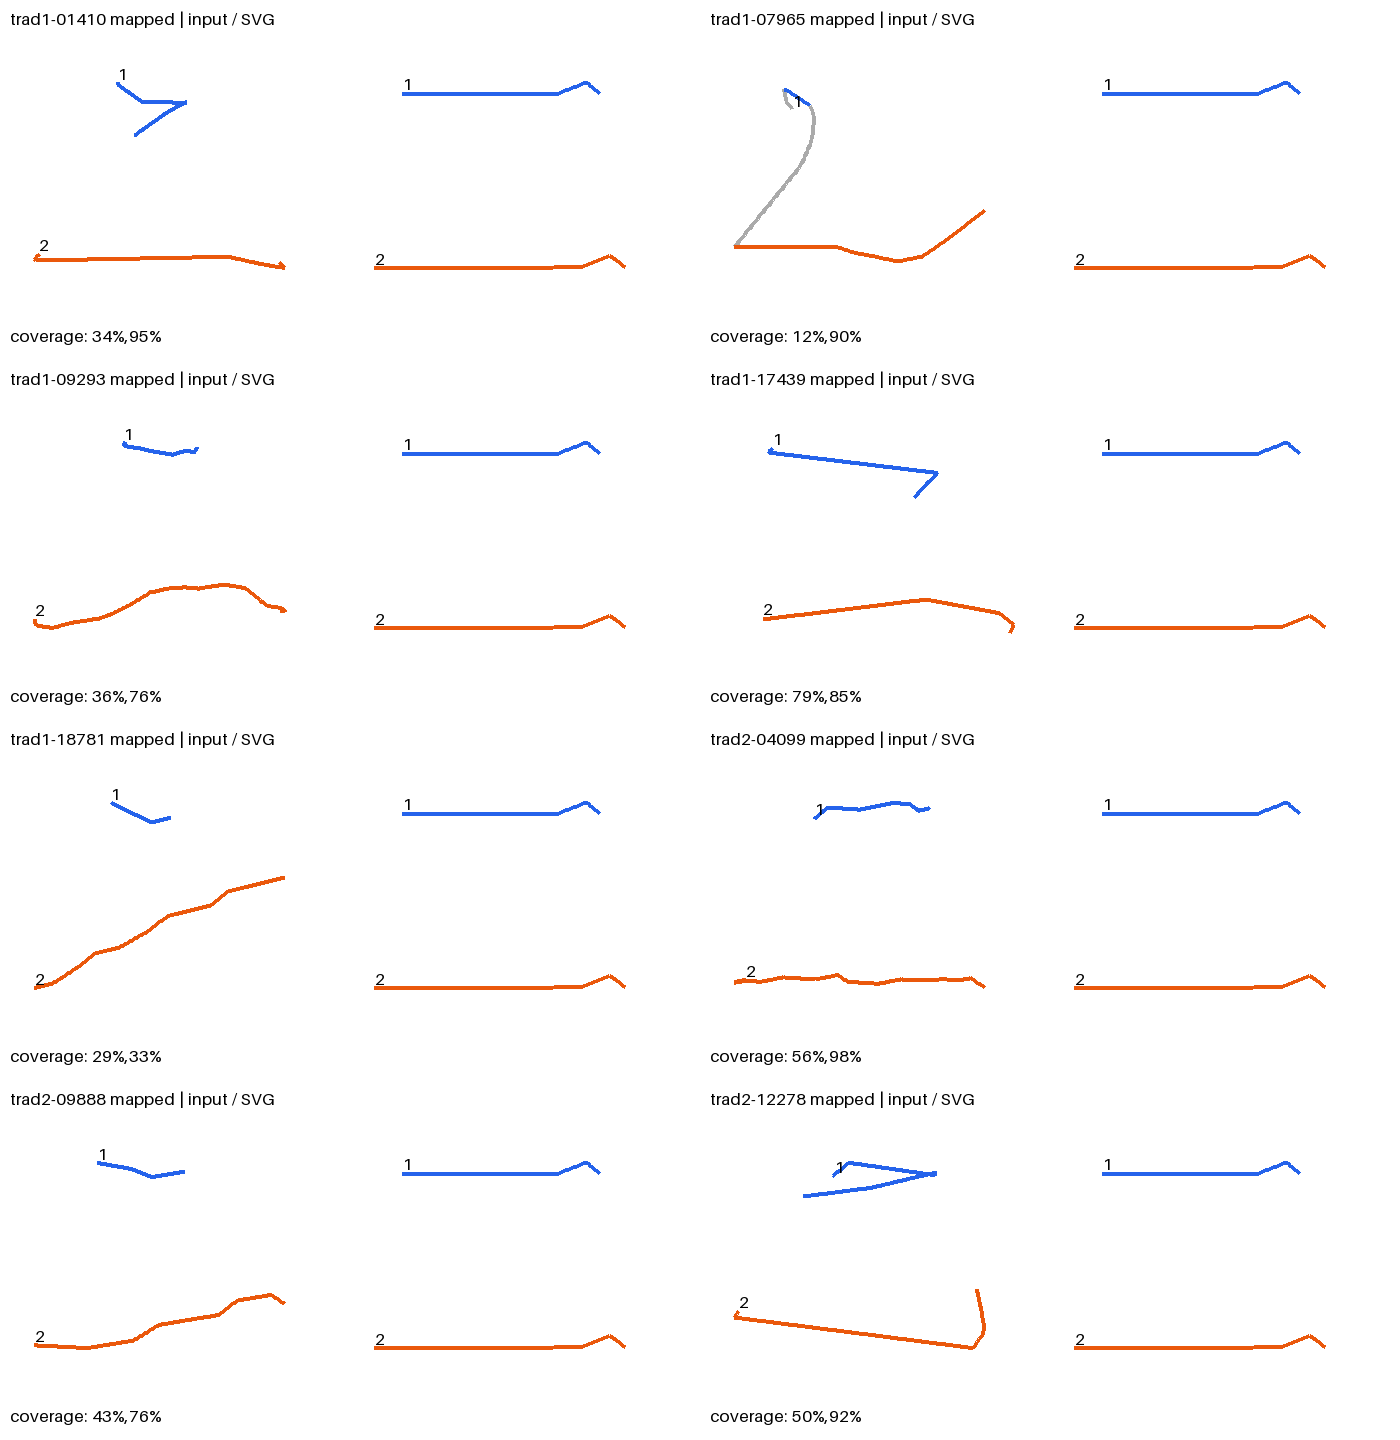 trad1-01410 mapped | input / SVG
trad1-07965 mapped | input / SVG
1
1
1
1
2
2
2
coverage: 34%,95%
coverage: 12%,90%
trad1-09293 mapped | input / SVG
trad1-17439 mapped | input / SVG
1
1
1
1
2
2
2
2
coverage: 36%,76%
coverage: 79%,85%
trad1-18781 mapped | input / SVG
trad2-04099 mapped | input / SVG
1
1
1
1
2
2
2
2
coverage: 29%,33%
coverage: 56%,98%
trad2-09888 mapped | input / SVG
trad2-12278 mapped | input / SVG
1
1
1
1
2
2
2
2
coverage: 43%,76%
coverage: 50%,92%